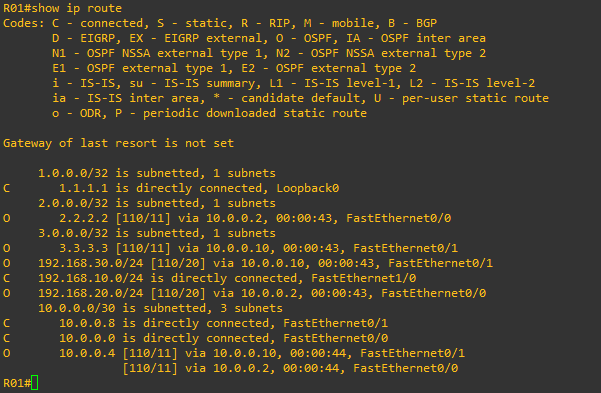 R01#show ip route
Codes: C - connected, S - static, R - RIP, M - mobile, B - BGP
       D - EIGRP, EX - EIGRP external, O - OSPF, IA - OSPF inter area
       N1 - OSPF NSSA external type 1, N2 - OSPF NSSA external type 2
       E1 - OSPF external type 1, E2 - OSPF external type 2
       i - IS-IS, su - IS-IS summary, L1 - IS-IS level-1, L2 - IS-IS level-2
       ia - IS-IS inter area, * - candidate default, U - per-user static route
       o - ODR, P - periodic downloaded static route

Gateway of last resort is not set

     1.0.0.0/32 is subnetted, 1 subnets
C       1.1.1.1 is directly connected, Loopback0
     2.0.0.0/32 is subnetted, 1 subnets
O       2.2.2.2 [110/11] via 10.0.0.2, 00:00:43, FastEthernet0/0
     3.0.0.0/32 is subnetted, 1 subnets
O       3.3.3.3 [110/11] via 10.0.0.10, 00:00:43, FastEthernet0/1
O    192.168.30.0/24 [110/20] via 10.0.0.10, 00:00:43, FastEthernet0/1
C    192.168.10.0/24 is directly connected, FastEthernet1/0
O    192.168.20.0/24 [110/20] via 10.0.0.2, 00:00:43, FastEthernet0/0
     10.0.0.0/30 is subnetted, 3 subnets
C       10.0.0.8 is directly connected, FastEthernet0/1
C       10.0.0.0 is directly connected, FastEthernet0/0
O       10.0.0.4 [110/11] via 10.0.0.10, 00:00:44, FastEthernet0/1
                 [110/11] via 10.0.0.2, 00:00:44, FastEthernet0/0
R01#